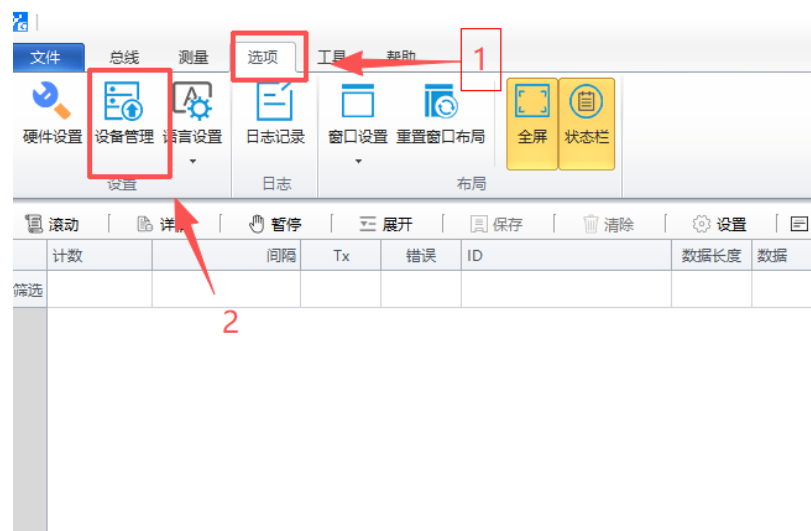 文件 总线 测量 选项 工具 帮助 1
硬件设置 设备管理 语言设置 日志记录 窗口设置 重置窗口布局 全屏 状态栏
设置 日志 布局
滚动 暂停 展开 保存 清除 设置
计数 间隔 Tx 错误 ID 数据长度 数据
筛选
2